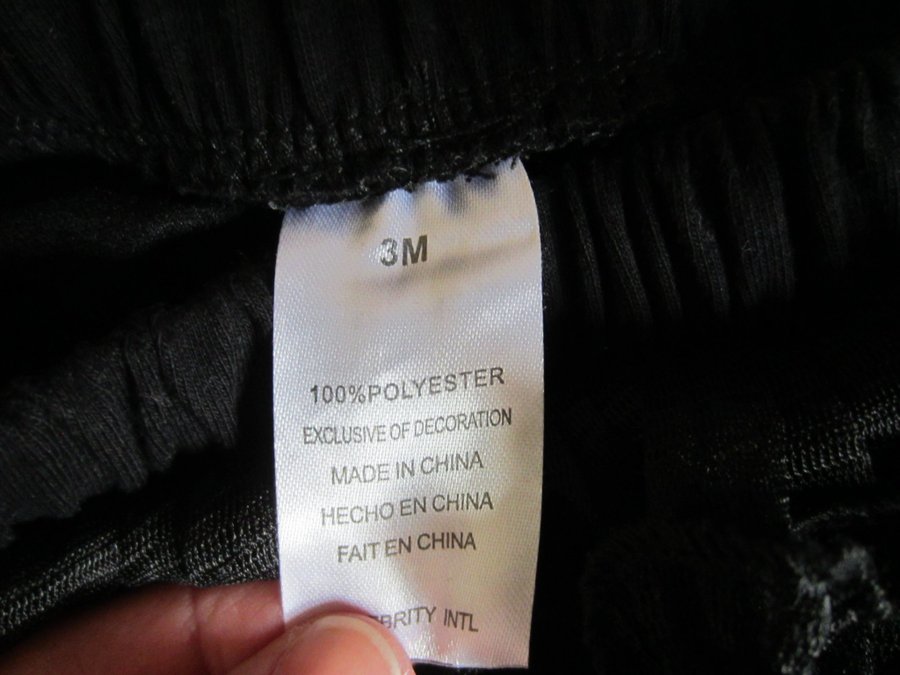 3M
100%POLYESTER
EXCLUSIVE OF DECORATION
MADE IN CHINA
HECHO EN CHINA
FAIT EN CHINA
INTL